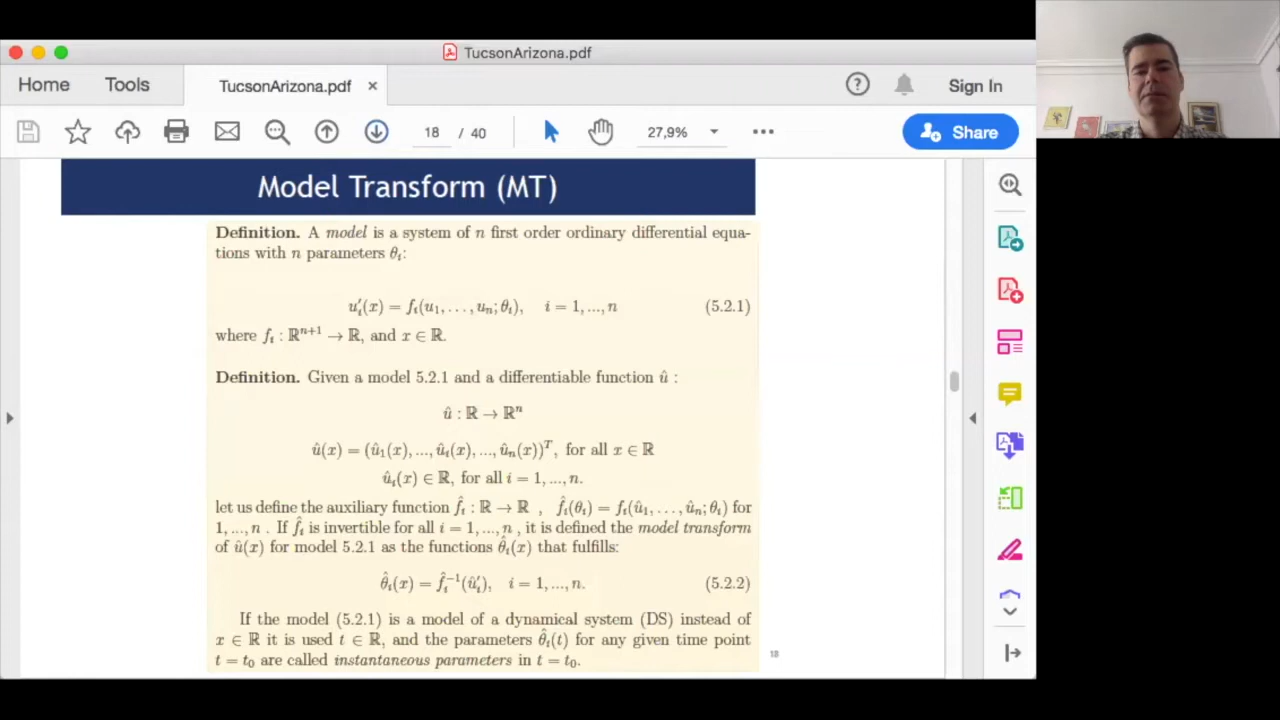 TucsonArizona.pdf
Home Tools TucsonArizona.pdf × Sign In
18 / 40 27,9% Share
Model Transform (MT)
Definition. A model is a system of n first order ordinary differential equa-
tions with n parameters θᵢ:
u′ᵢ(x) = fᵢ(u₁, . . . , uₙ; θᵢ), i = 1, ..., n (5.2.1)
where fᵢ : ℝⁿ⁺¹ → ℝ, and x ∈ ℝ.
Definition. Given a model 5.2.1 and a differentiable function û :
û : ℝ → ℝⁿ
û(x) = (û₁(x), ..., ûᵢ(x), ..., ûₙ(x))ᵀ, for all x ∈ ℝ
ûᵢ(x) ∈ ℝ, for all i = 1, ..., n.
let us define the auxiliary function f̂ᵢ : ℝ → ℝ , f̂ᵢ(θᵢ) = fᵢ(û₁, . . . , ûₙ; θᵢ) for
1, ..., n . If f̂ᵢ is invertible for all i = 1, ..., n , it is defined the model transform
of û(x) for model 5.2.1 as the functions θ̂ᵢ(x) that fulfills:
θ̂ᵢ(x) = f̂ᵢ⁻¹(û′ᵢ), i = 1, ..., n. (5.2.2)
If the model (5.2.1) is a model of a dynamical system (DS) instead of
x ∈ ℝ it is used t ∈ ℝ, and the parameters θ̂ᵢ(t) for any given time point
t = t₀ are called instantaneous parameters in t = t₀.
18